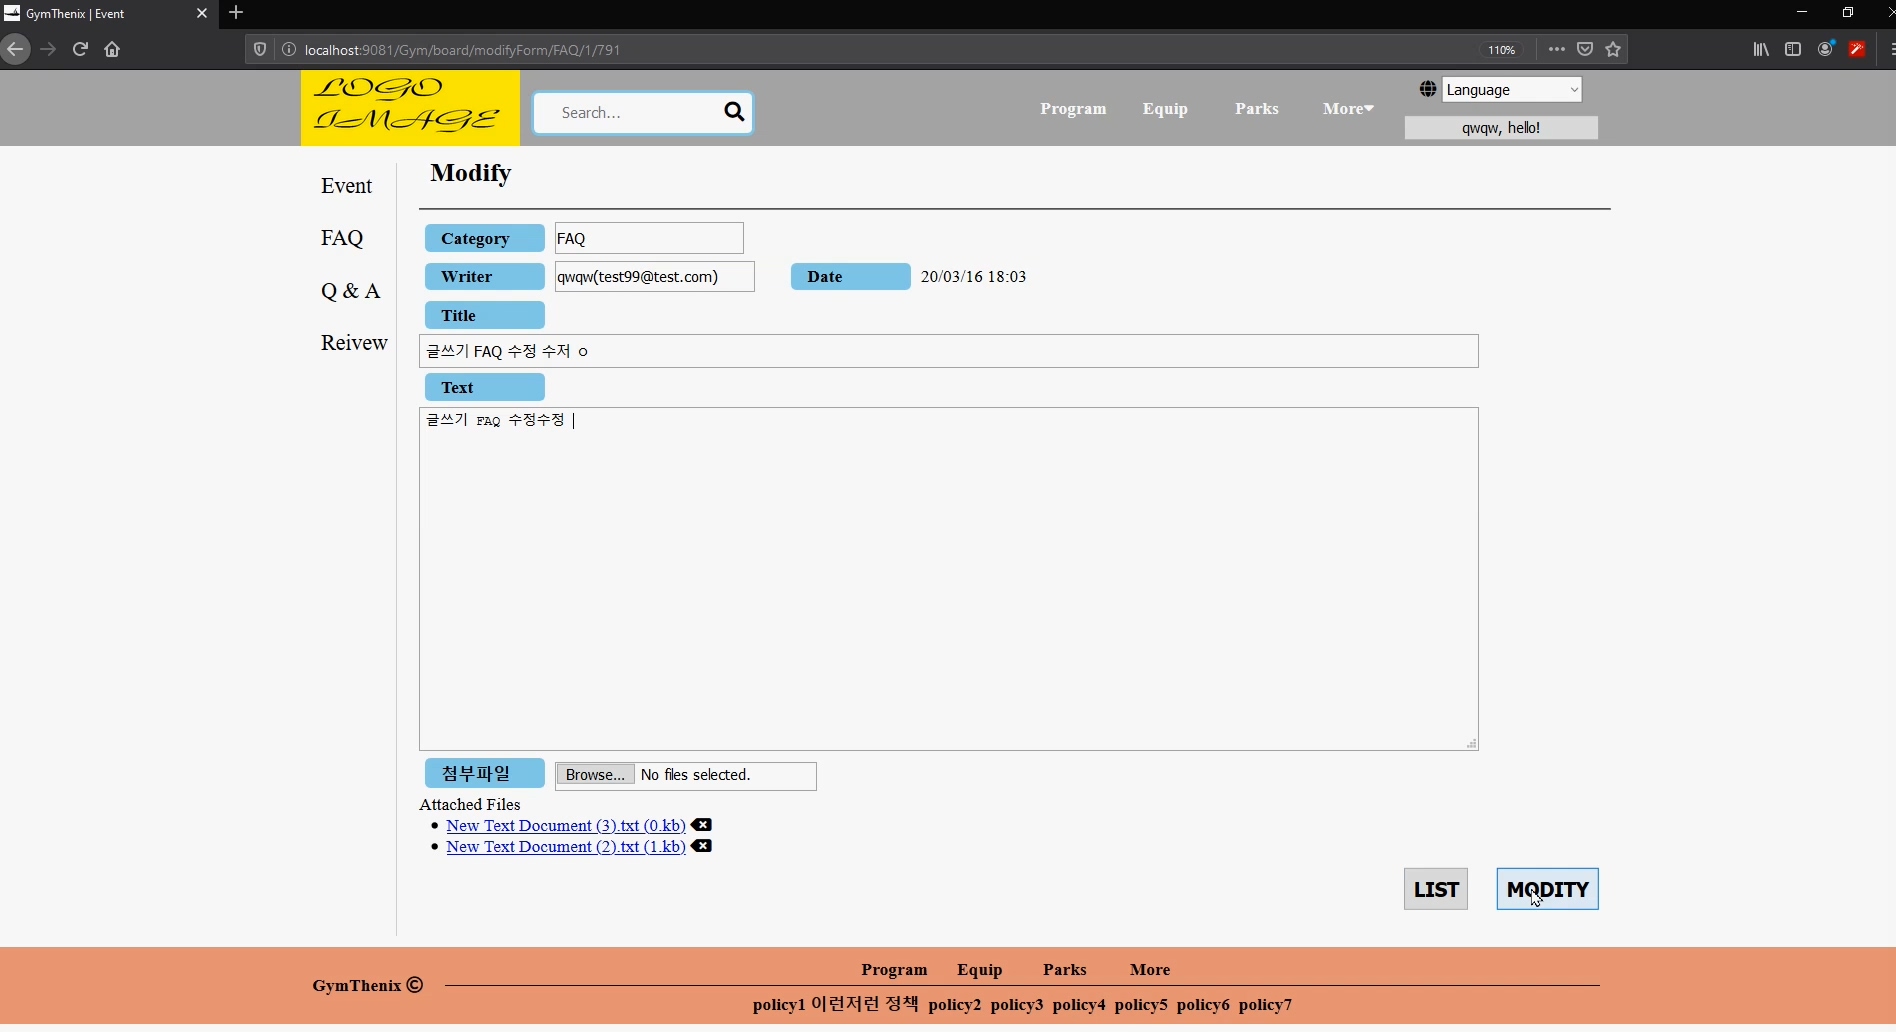 GymThenix | Event
localhost:9081/Gym/board/modifyForm/FAQ/1/791
110%
LOGO
IMAGE
Search...
Program
Equip
Parks
More
Language
qwqw, hello!
Event
FAQ
Q & A
Reivew
Modify
Category
FAQ
Writer
qwqw(test99@test.com)
Date
20/03/16 18:03
Title
글쓰기 FAQ 수정 수저 ㅇ
Text
글쓰기 FAQ 수정수정
첨부파일
Browse...
No files selected.
Attached Files
New Text Document (3).txt (0.kb)
New Text Document (2).txt (1.kb)
LIST
MODITY
Program Equip Parks More
GymThenix ©
policy1 이런저런 정책 policy2 policy3 policy4 policy5 policy6 policy7